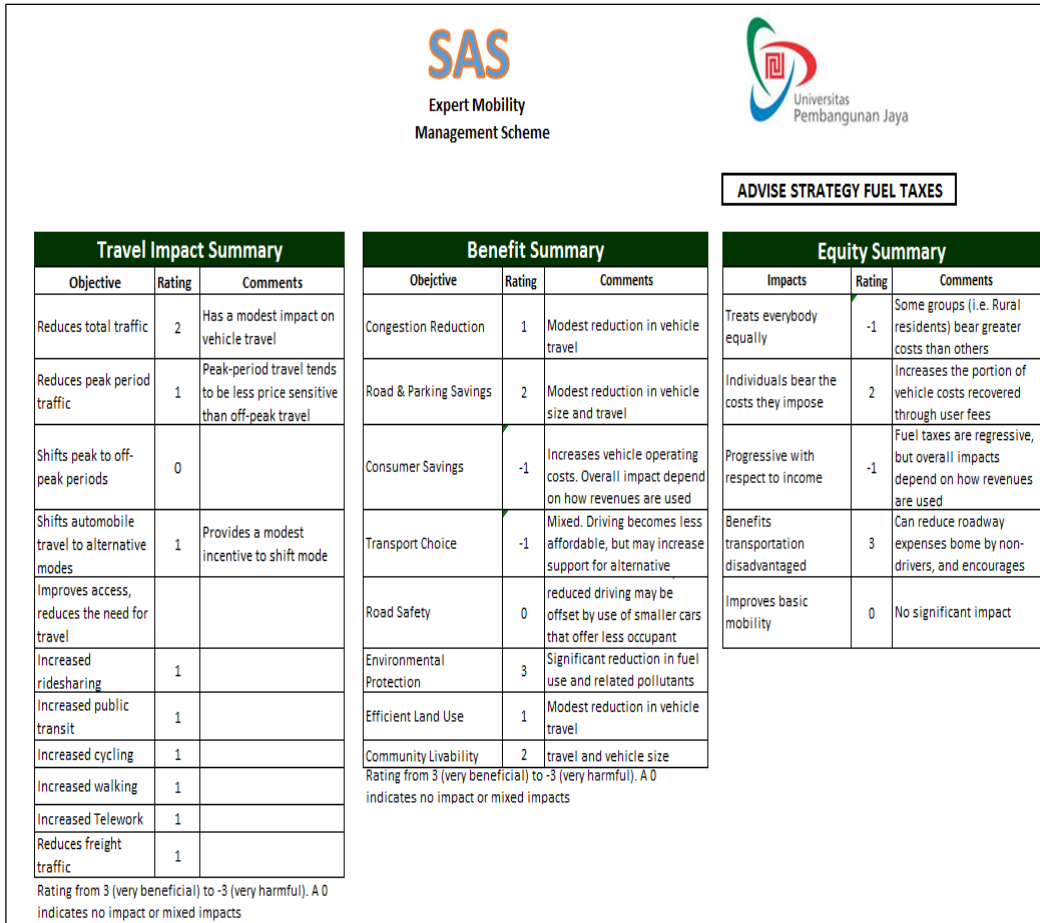 SAS
Expert Mobility
Management Scheme
Universitas
Pembangunan Jaya
ADVISE STRATEGY FUEL TAXES
Travel Impact Summary
Objective Rating Comments
Reduces total traffic 2 Has a modest impact on
vehicle travel
Reduces peak period
traffic
1
Peak-period travel tends
to be less price sensitive
than off-peak travel
Shifts peak to off-
peak periods
0
Shifts automobile
travel to alternative
modes
1
Provides a modest
incentive to shift mode
Improves access,
reduces the need for
travel
Increased
ridesharing
1
Increased public
transit
1
Increased cycling 1
Increased walking 1
Increased Telework 1
Reduces freight
traffic
1
Rating from 3 (very beneficial) to -3 (very harmful). A 0
indicates no impact or mixed impacts
Benefit Summary
Obejctive Rating Comments
Congestion Reduction 1 Modest reduction in vehicle
travel
Road & Parking Savings 2 Modest reduction in vehicle
size and travel
Consumer Savings -1
Increases vehicle operating
costs. Overall impact depend
on how revenues are used
Transport Choice -1
Mixed. Driving becomes less
affordable, but may increase
support for alternative
Road Safety 0
reduced driving may be
offset by use of smaller cars
that offer less occupant
Environmental
Protection
3
Significant reduction in fuel
use and related pollutants
Efficient Land Use 1 Modest reduction in vehicle
travel
Community Livability 2 travel and vehicle size
Rating from 3 (very beneficial) to -3 (very harmful). A 0
indicates no impact or mixed impacts
Equity Summary
Impacts Rating Comments
Treats everybody
equally
-1
Some groups (i.e. Rural
residents) bear greater
costs than others
Individuals bear the
costs they impose
2
Increases the portion of
vehicle costs recovered
through user fees
Progressive with
respect to income
-1
Fuel taxes are regressive,
but overall impacts
depend on how revenues
are used
Benefits
transportation
disadvantaged
3
Can reduce roadway
expenses bome by non-
drivers, and encourages
Improves basic
mobility
0 No significant impact